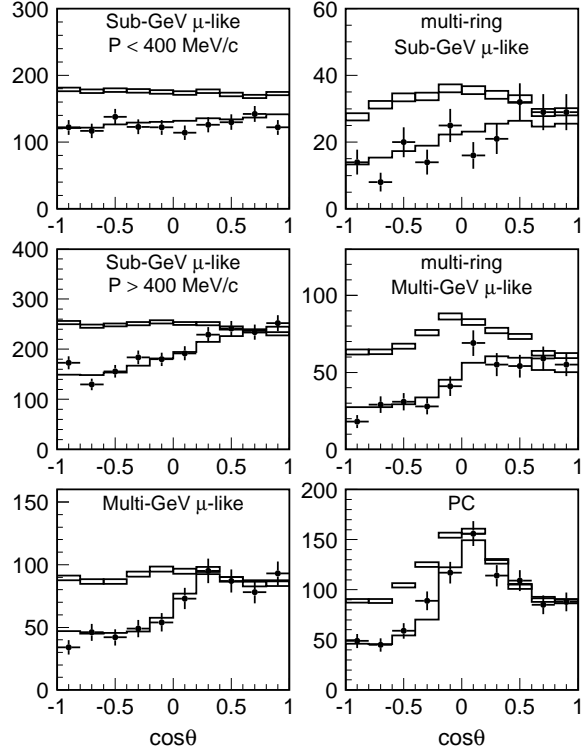 Sub-GeV μ-like
P < 400 MeV/c
300
200
100
0
-1 -0.5 0 0.5 1
multi-ring
Sub-GeV μ-like
60
40
20
0
-1 -0.5 0 0.5 1
Sub-GeV μ-like
P > 400 MeV/c
400
300
200
100
0
-1 -0.5 0 0.5 1
multi-ring
Multi-GeV μ-like
100
50
0
-1 -0.5 0 0.5 1
Multi-GeV μ-like
150
100
50
0
-1 -0.5 0 0.5 1
cosθ
PC
200
150
100
50
0
-1 -0.5 0 0.5 1
cosθ